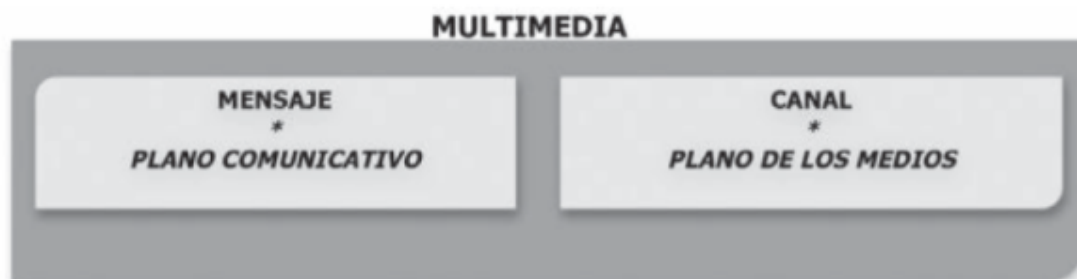 MULTIMEDIA
MENSAJE
*
PLANO COMUNICATIVO
CANAL
*
PLANO DE LOS MEDIOS